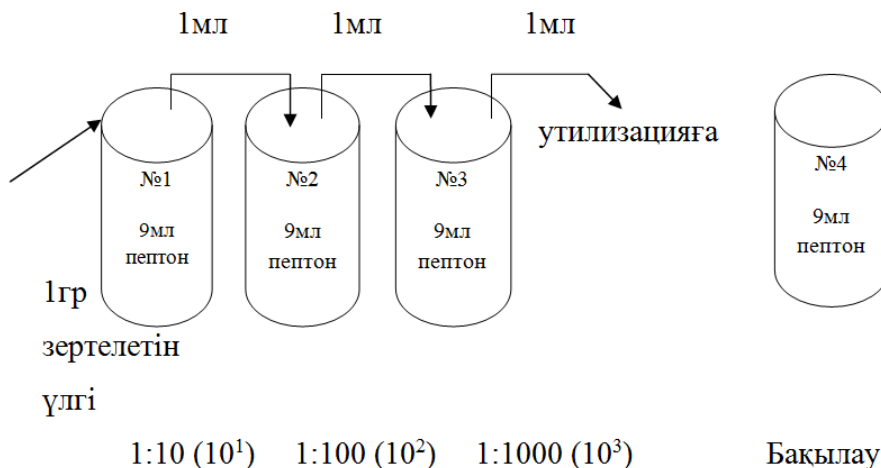 1мл 1мл 1мл
утилизацияға
№1 №2 №3 №4
9мл 9мл 9мл 9мл
пептон пептон пептон пептон
1гр
зертелетін
үлгі
1:10 (10¹) 1:100 (10²) 1:1000 (10³) Бақылау